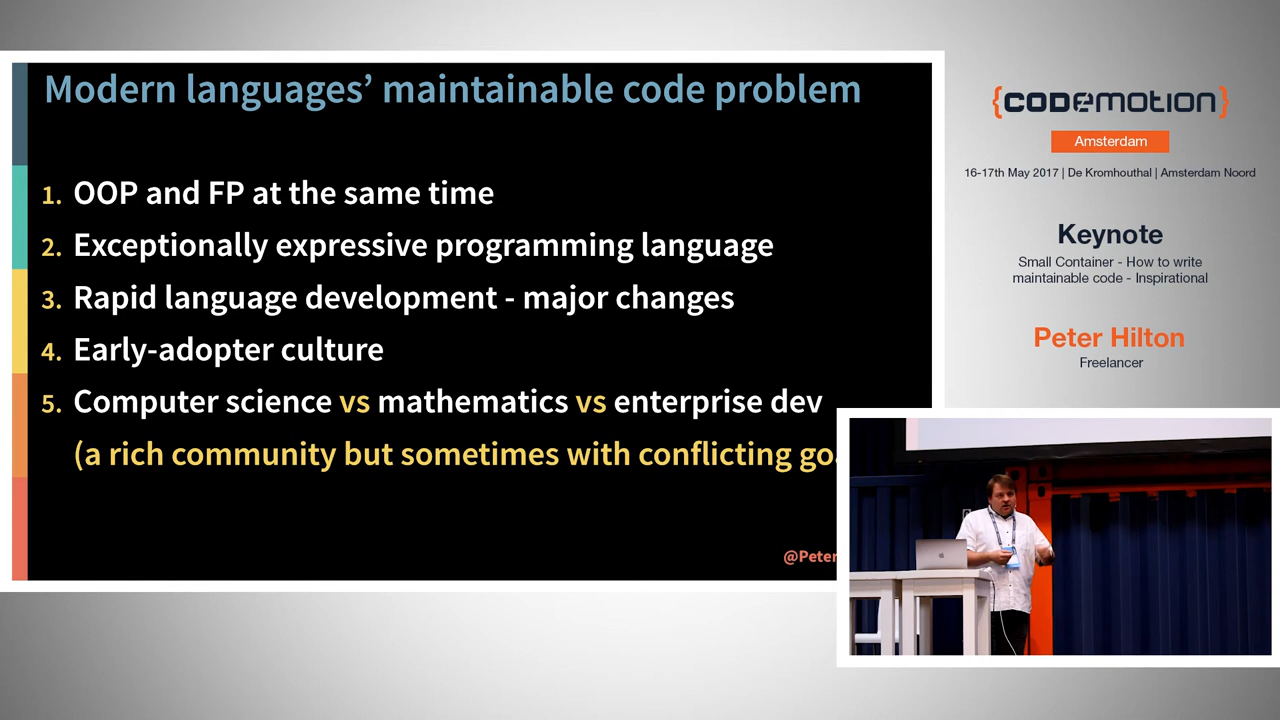 Modern languages’ maintainable code problem
1. OOP and FP at the same time
2. Exceptionally expressive programming language
3. Rapid language development - major changes
4. Early-adopter culture
5. Computer science vs mathematics vs enterprise dev
(a rich community but sometimes with conflicting
@Peter
{CODEMOTION}
Amsterdam
16-17th May 2017 | De Kromhouthal | Amsterdam Noord
Keynote
Small Container - How to write
maintainable code - Inspirational
Peter Hilton
Freelancer